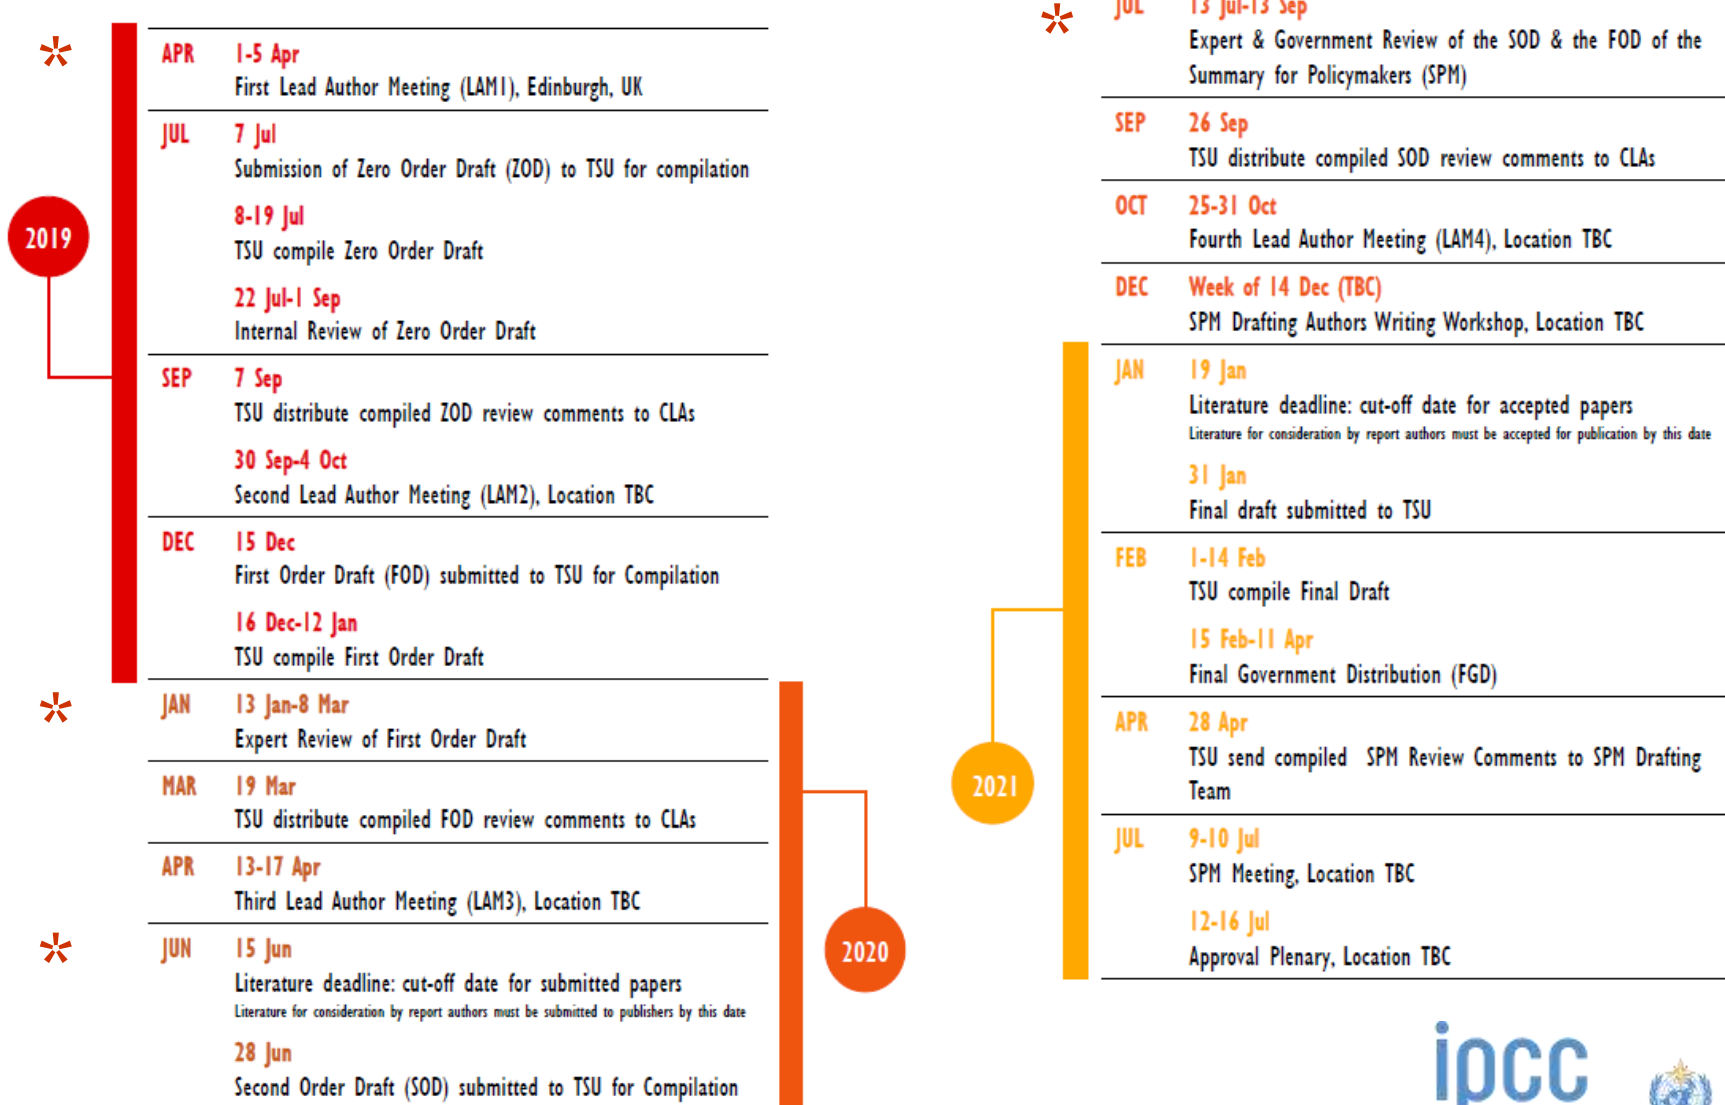 *
APR 1-5 Apr
First Lead Author Meeting (LAM1), Edinburgh, UK
JUL 7 Jul
Submission of Zero Order Draft (ZOD) to TSU for compilation
8-19 Jul
TSU compile Zero Order Draft
22 Jul-1 Sep
Internal Review of Zero Order Draft
2019
SEP 7 Sep
TSU distribute compiled ZOD review comments to CLAs
30 Sep-4 Oct
Second Lead Author Meeting (LAM2), Location TBC
DEC 15 Dec
First Order Draft (FOD) submitted to TSU for Compilation
16 Dec-12 Jan
TSU compile First Order Draft
*
JAN 13 Jan-8 Mar
Expert Review of First Order Draft
MAR 19 Mar
TSU distribute compiled FOD review comments to CLAs
APR 13-17 Apr
Third Lead Author Meeting (LAM3), Location TBC
2020
*
JUN 15 Jun
Literature deadline: cut-off date for submitted papers
Literature for consideration by report authors must be submitted to publishers by this date
28 Jun
Second Order Draft (SOD) submitted to TSU for Compilation
*
JUL 13 Jul-13 Sep
Expert & Government Review of the SOD & the FOD of the
Summary for Policymakers (SPM)
SEP 26 Sep
TSU distribute compiled SOD review comments to CLAs
OCT 25-31 Oct
Fourth Lead Author Meeting (LAM4), Location TBC
DEC Week of 14 Dec (TBC)
SPM Drafting Authors Writing Workshop, Location TBC
JAN 19 Jan
Literature deadline: cut-off date for accepted papers
Literature for consideration by report authors must be accepted for publication by this date
31 Jan
Final draft submitted to TSU
FEB 1-14 Feb
TSU compile Final Draft
15 Feb-11 Apr
Final Government Distribution (FGD)
2021
APR 28 Apr
TSU send compiled SPM Review Comments to SPM Drafting
Team
JUL 9-10 Jul
SPM Meeting, Location TBC
12-16 Jul
Approval Plenary, Location TBC
ipcc